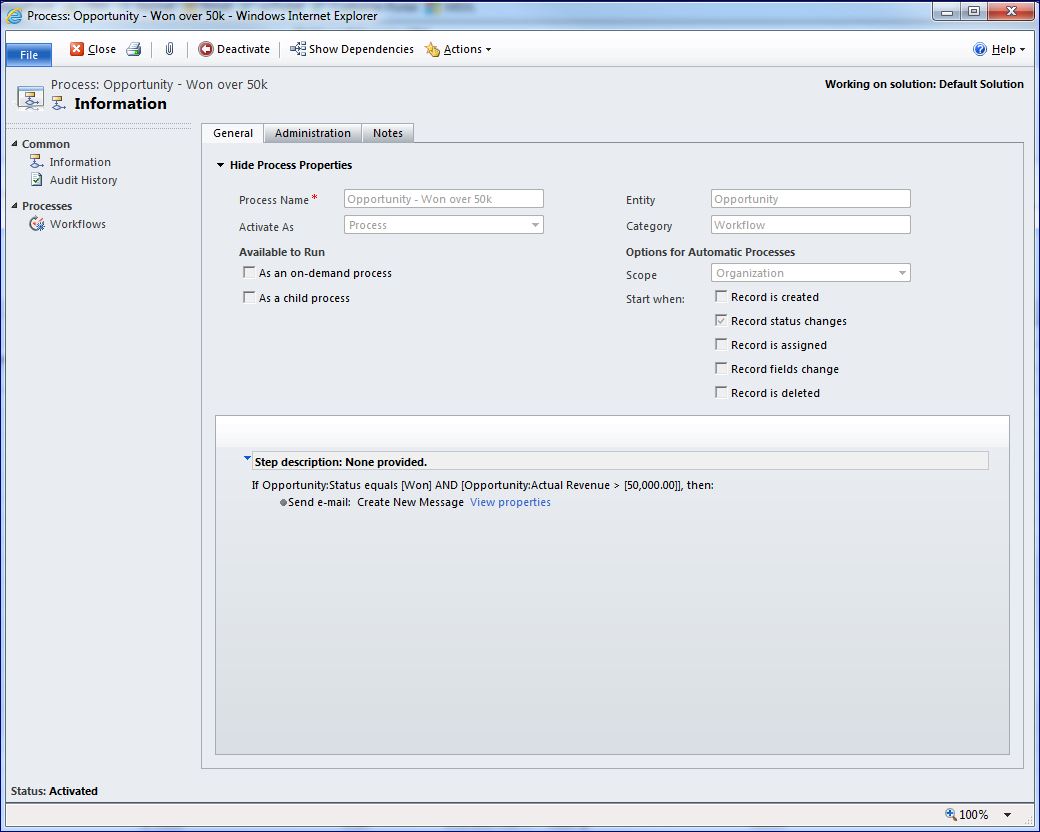 Process: Opportunity - Won over 50k - Windows Internet Explorer
File Close Deactivate Show Dependencies Actions Help
Process: Opportunity - Won over 50k
Information
Working on solution: Default Solution
Common
Information
Audit History
Processes
Workflows
General Administration Notes
Hide Process Properties
Process Name* Opportunity - Won over 50k Entity Opportunity
Activate As Process Category Workflow
Available to Run Options for Automatic Processes
As an on-demand process Scope Organization
As a child process Start when: Record is created
Record status changes
Record is assigned
Record fields change
Record is deleted
Step description: None provided.
If Opportunity:Status equals [Won] AND [Opportunity:Actual Revenue > [50,000.00]], then:
Send e-mail: Create New Message View properties
Status: Activated
100%